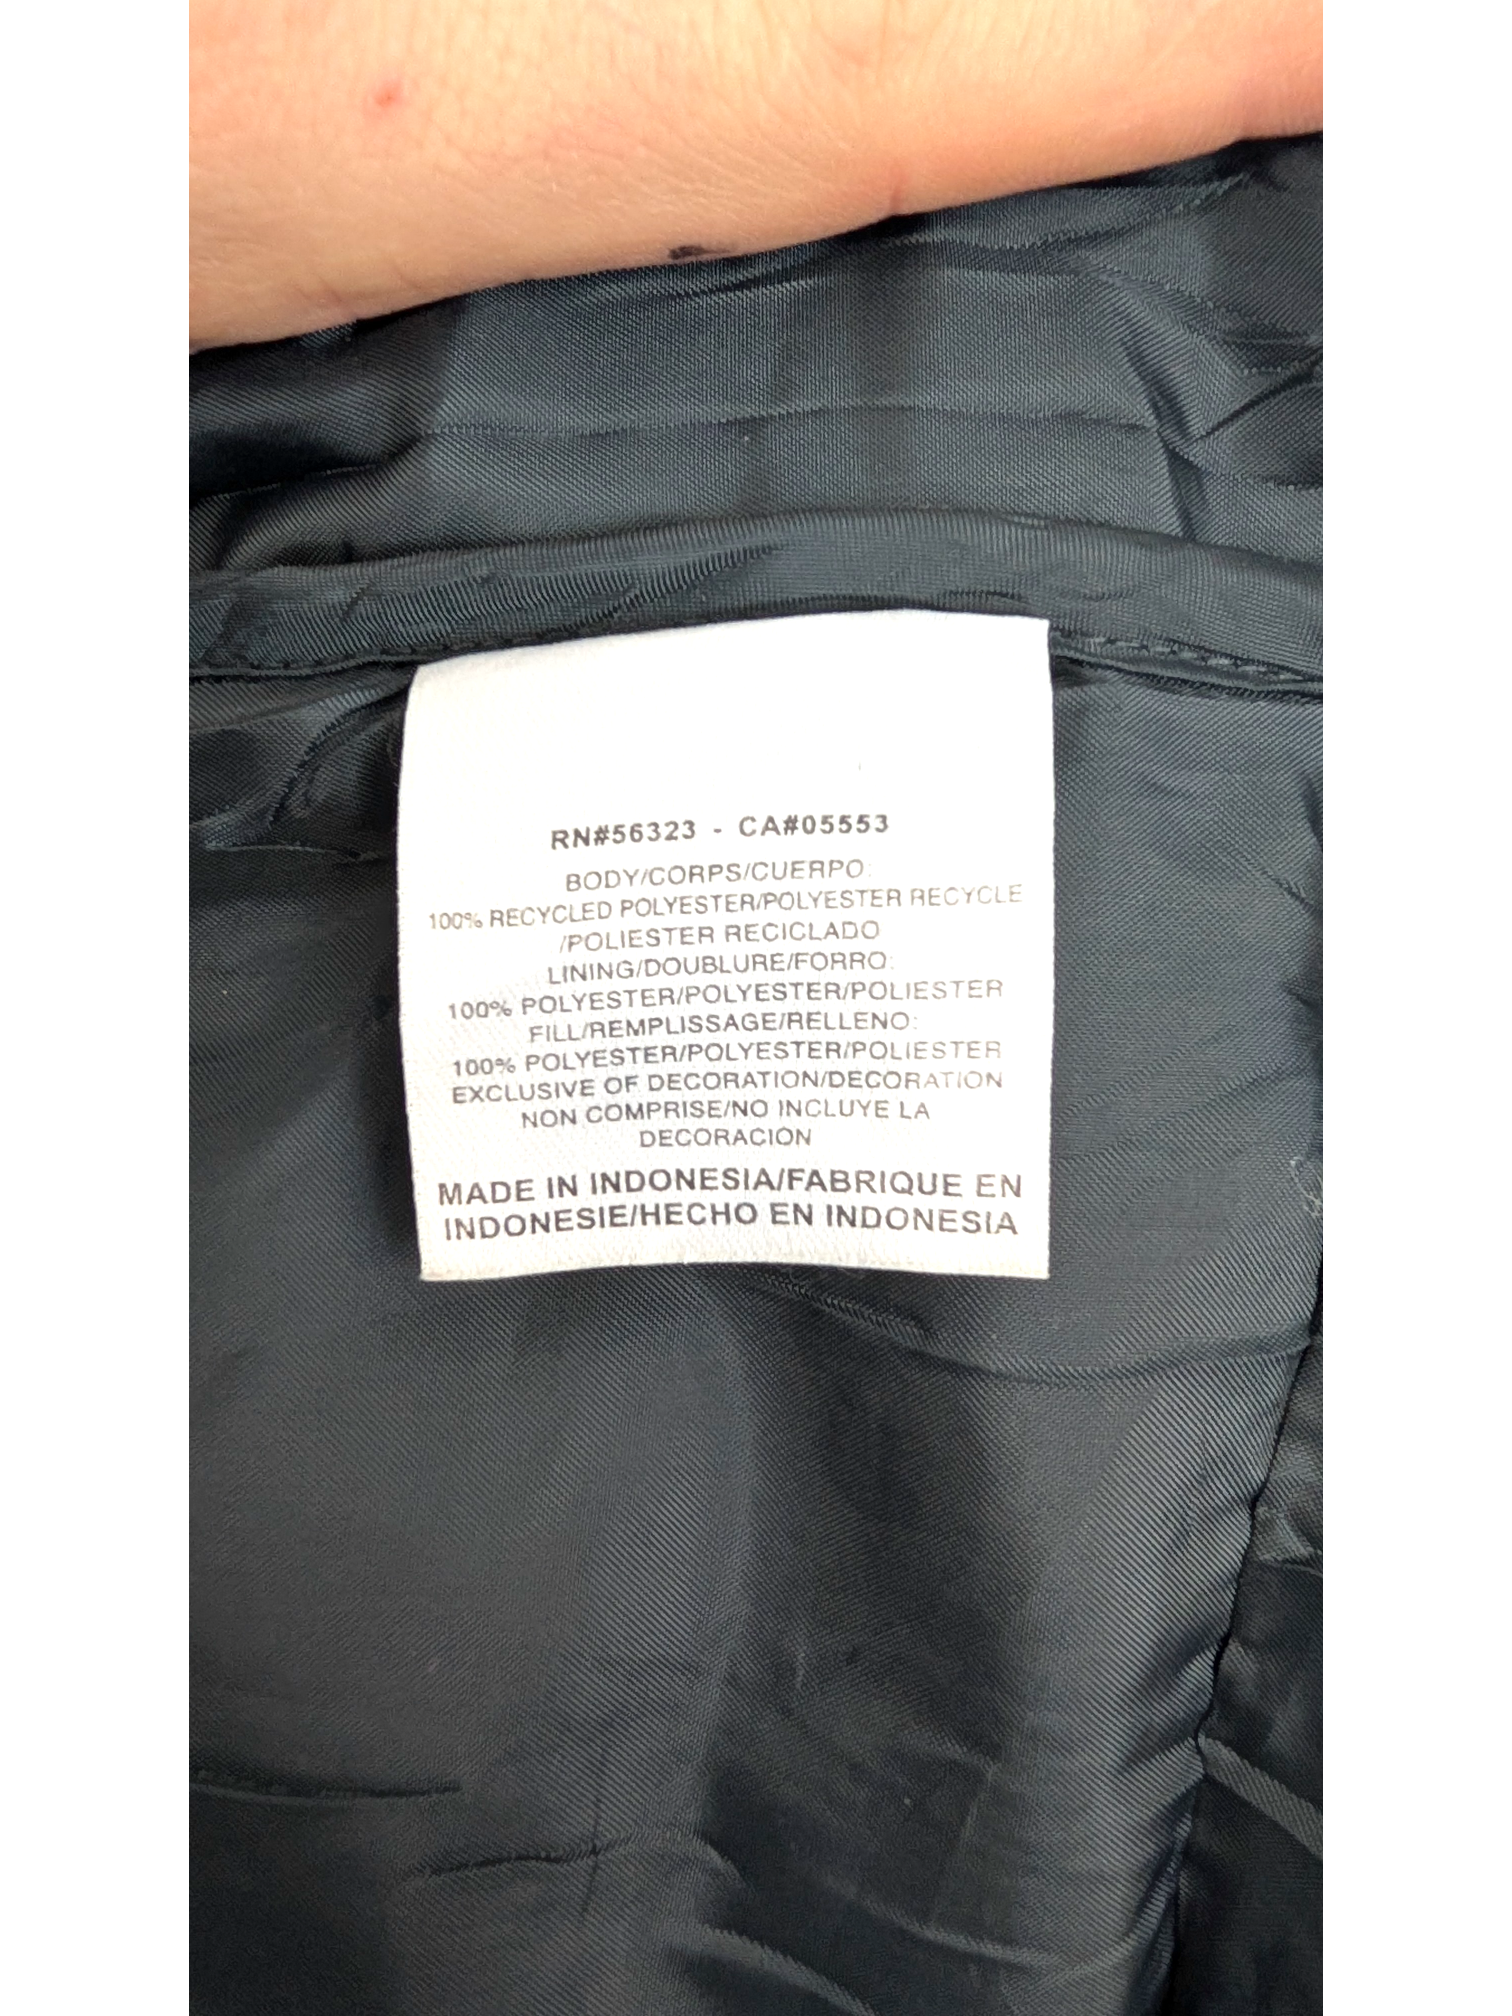 RN#56323 - CA#05553
BODY/CORPS/CUERPO:
100% RECYCLED POLYESTER/POLYESTER RECYCLE
/POLIESTER RECICLADO
LINING/DOUBLURE/FORRO:
100% POLYESTER/POLYESTER/POLIESTER
FILL/REMPLISSAGE/RELLENO:
100% POLYESTER/POLYESTER/POLIESTER
EXCLUSIVE OF DECORATION/DECORATION
NON COMPRISE/NO INCLUYE LA
DECORACION
MADE IN INDONESIA/FABRIQUE EN
INDONESIE/HECHO EN INDONESIA